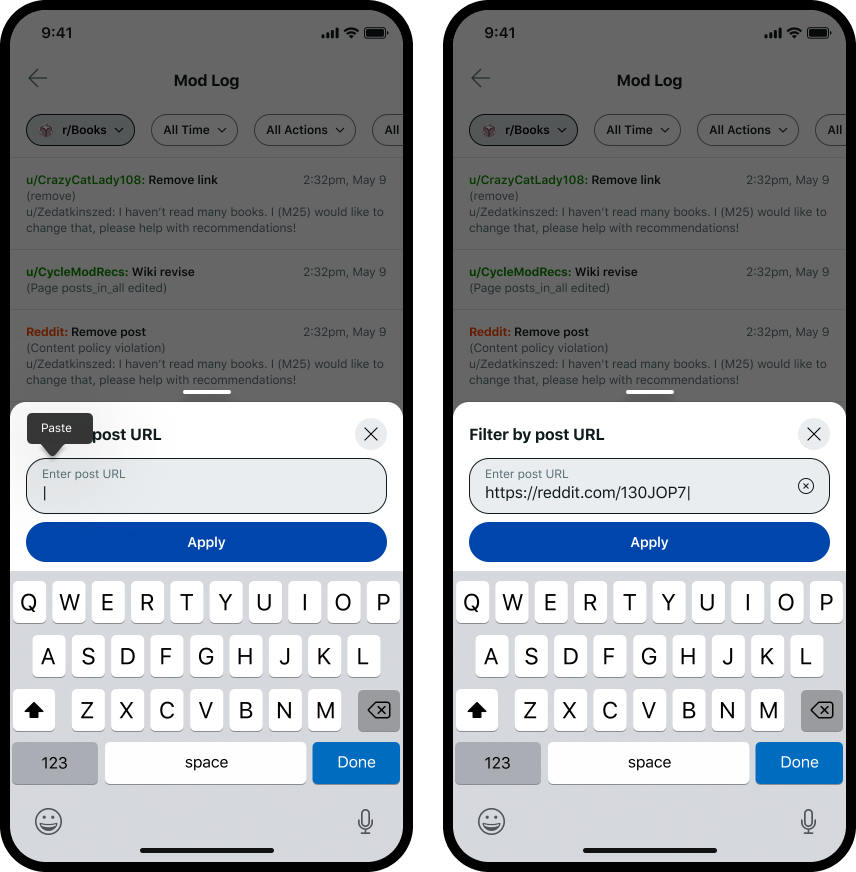 9:41
Mod Log
r/Books All Time All Actions All
u/CrazyCatLady108: Remove link 2:32pm, May 9
(remove)
u/Zedatkinszed: I haven't read many books. I (M25) would like to
change that, please help with recommendations!
u/CycleModRecs: Wiki revise 2:32pm, May 9
(Page posts_in_all edited)
Reddit: Remove post 2:32pm, May 9
(Content policy violation)
u/Zedatkinszed: I haven't read many books. I (M25) would like to
change that, please help with recommendations!
Paste
post URL
Enter post URL
Apply
Q W E R T Y U I O P
A S D F G H J K L
Z X C V B N M
123 space Done
9:41
Mod Log
r/Books All Time All Actions All
u/CrazyCatLady108: Remove link 2:32pm, May 9
(remove)
u/Zedatkinszed: I haven't read many books. I (M25) would like to
change that, please help with recommendations!
u/CycleModRecs: Wiki revise 2:32pm, May 9
(Page posts_in_all edited)
Reddit: Remove post 2:32pm, May 9
(Content policy violation)
u/Zedatkinszed: I haven't read many books. I (M25) would like to
change that, please help with recommendations!
Filter by post URL
Enter post URL
https://reddit.com/130JOP7
Apply
Q W E R T Y U I O P
A S D F G H J K L
Z X C V B N M
123 space Done